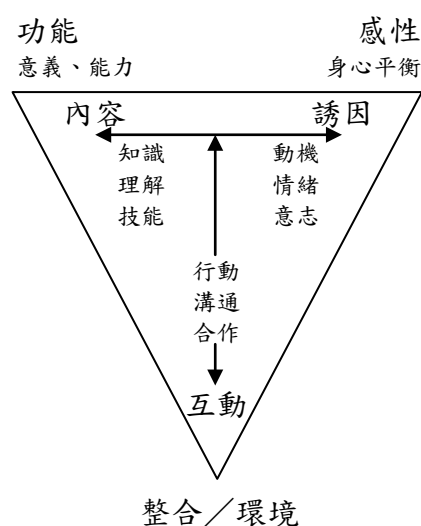 功能
意義、能力
感性
身心平衡
內容
誘因
知識
理解
技能
動機
情緒
意志
行動
溝通
合作
互動
整合／環境